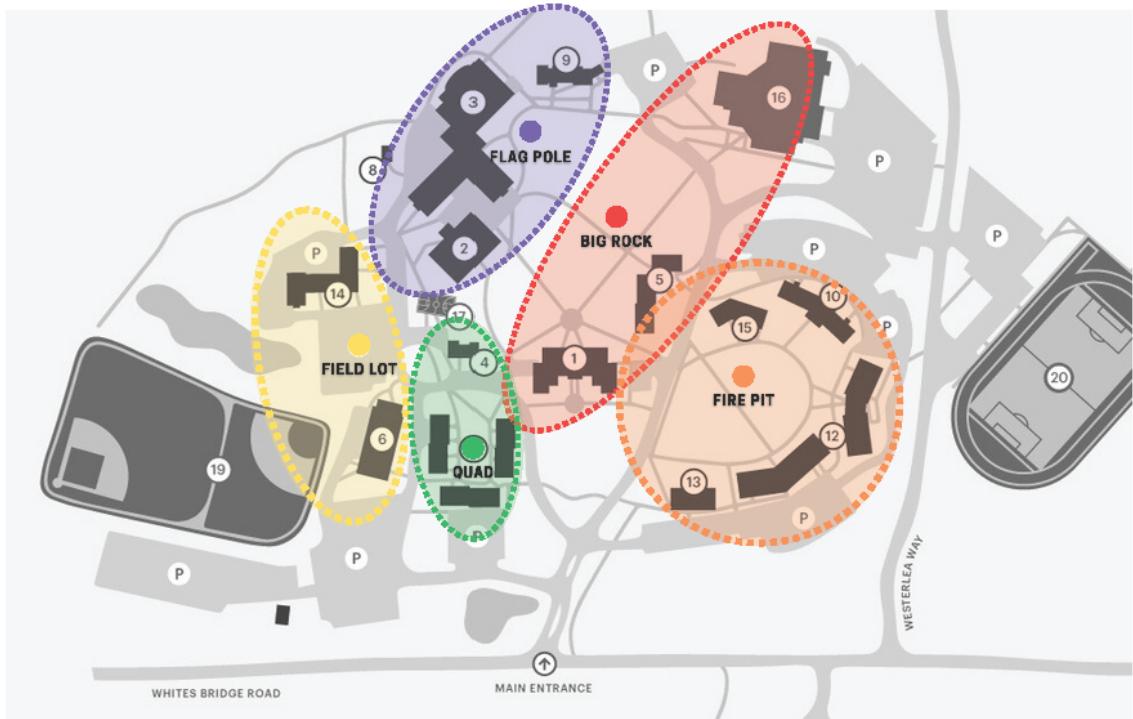 9
P
3
16
FLAG POLE
P
8
BIG ROCK
P
2
P
P
5
14
10
17
15
P
4
1
FIELD LOT
FIRE PIT
20
6
12
QUAD
19
13
P
P
P
P
WESTERLEA WAY
WHITES BRIDGE ROAD
MAIN ENTRANCE